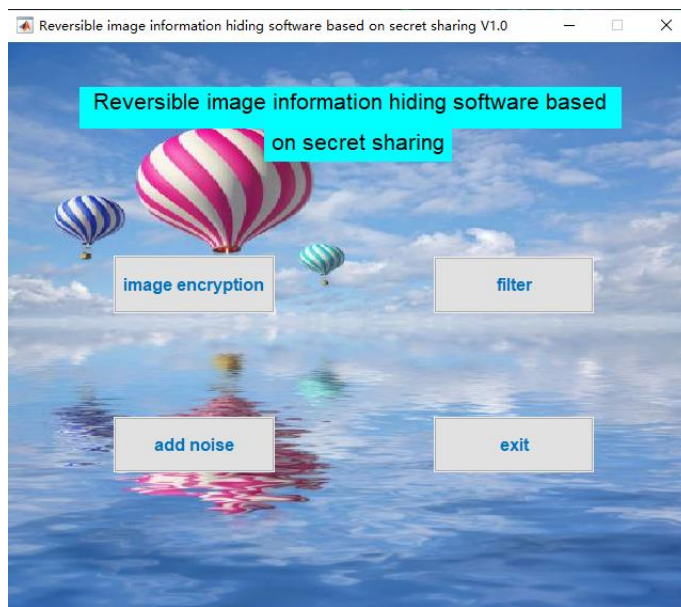 Reversible image information hiding software based on secret sharing V1.0
Reversible image information hiding software based
on secret sharing
image encryption
filter
add noise
exit